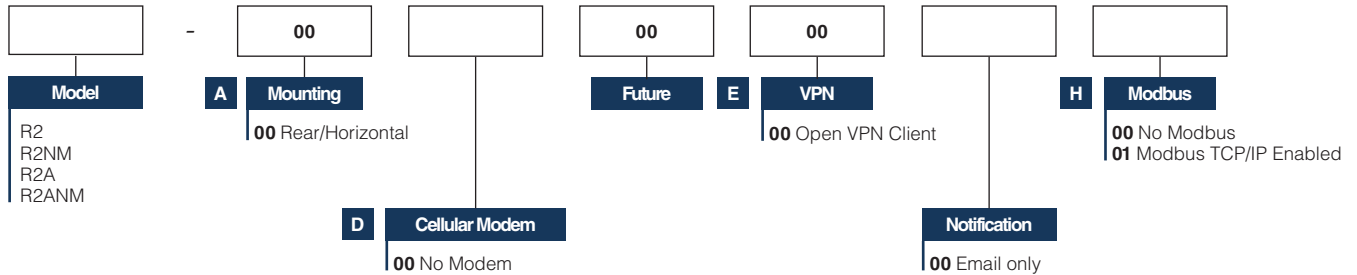 - 00 00 00
Model A Mounting Future E VPN H Modbus
R2
R2NM
R2A
R2ANM
00 Rear/Horizontal
00 Open VPN Client
00 No Modbus
01 Modbus TCP/IP Enabled
D Cellular Modem
00 No Modem
Notification
00 Email only